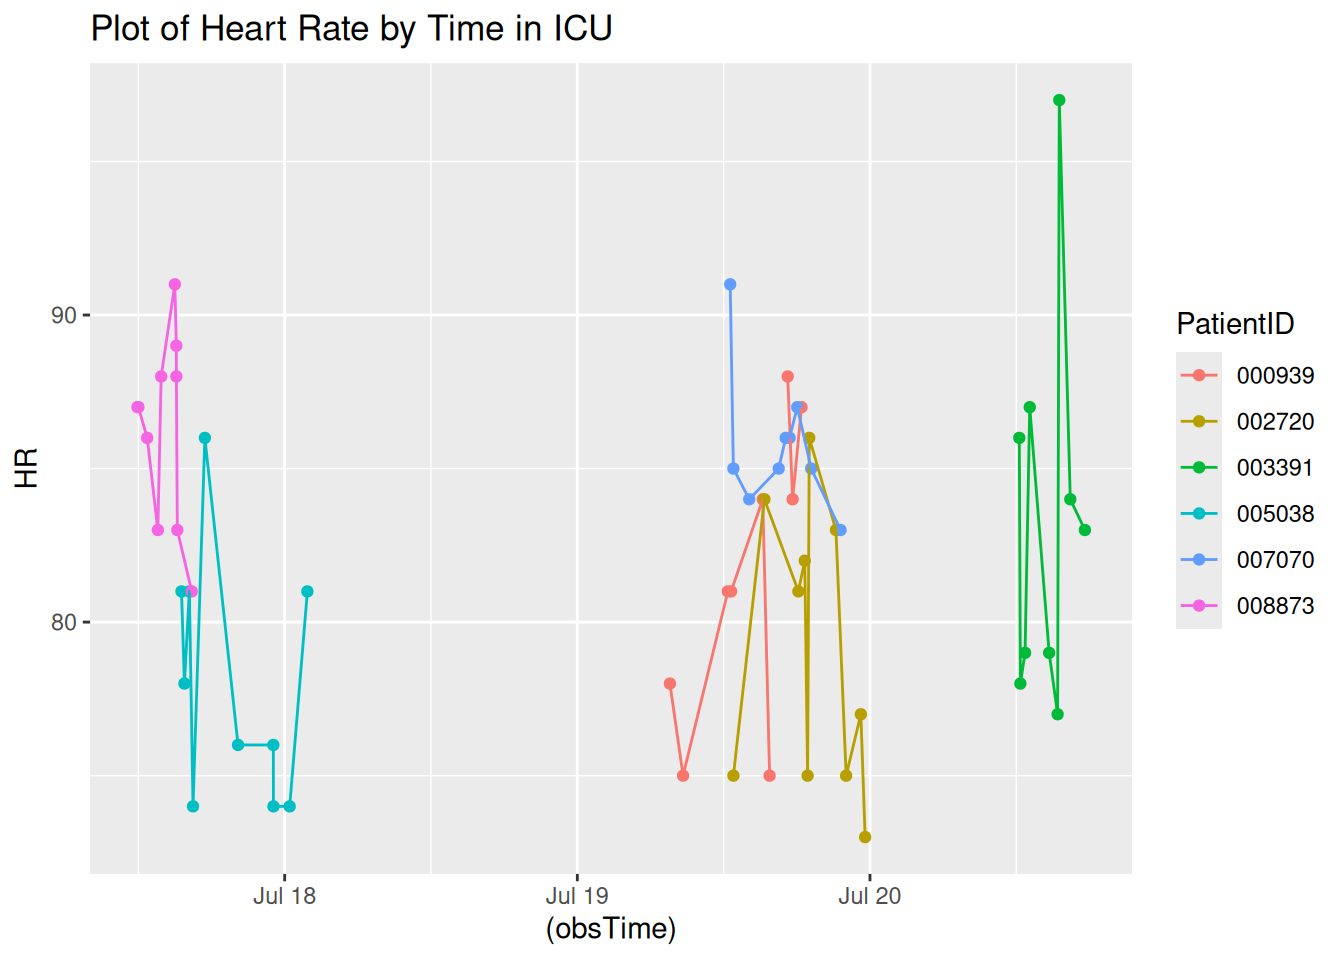 Plot of Heart Rate by Time in ICU
HR
90
80
Jul 18
Jul 19
Jul 20
(obsTime)
PatientID
000939
002720
003391
005038
007070
008873